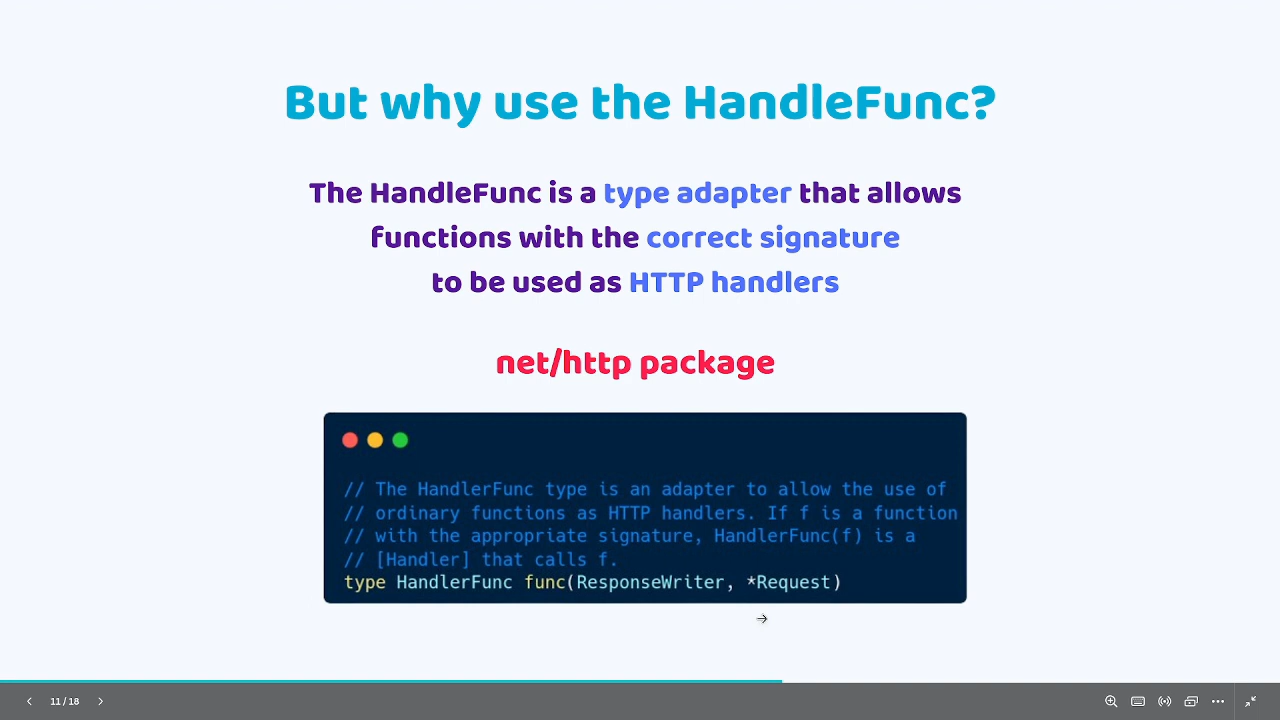 But why use the HandleFunc?
The HandleFunc is a type adapter that allows
functions with the correct signature
to be used as HTTP handlers
net/http package
// The HandlerFunc type is an adapter to allow the use of
// ordinary functions as HTTP handlers. If f is a function
// with the appropriate signature, HandlerFunc(f) is a
// [Handler] that calls f.
type HandlerFunc func(ResponseWriter, *Request)
11 / 18